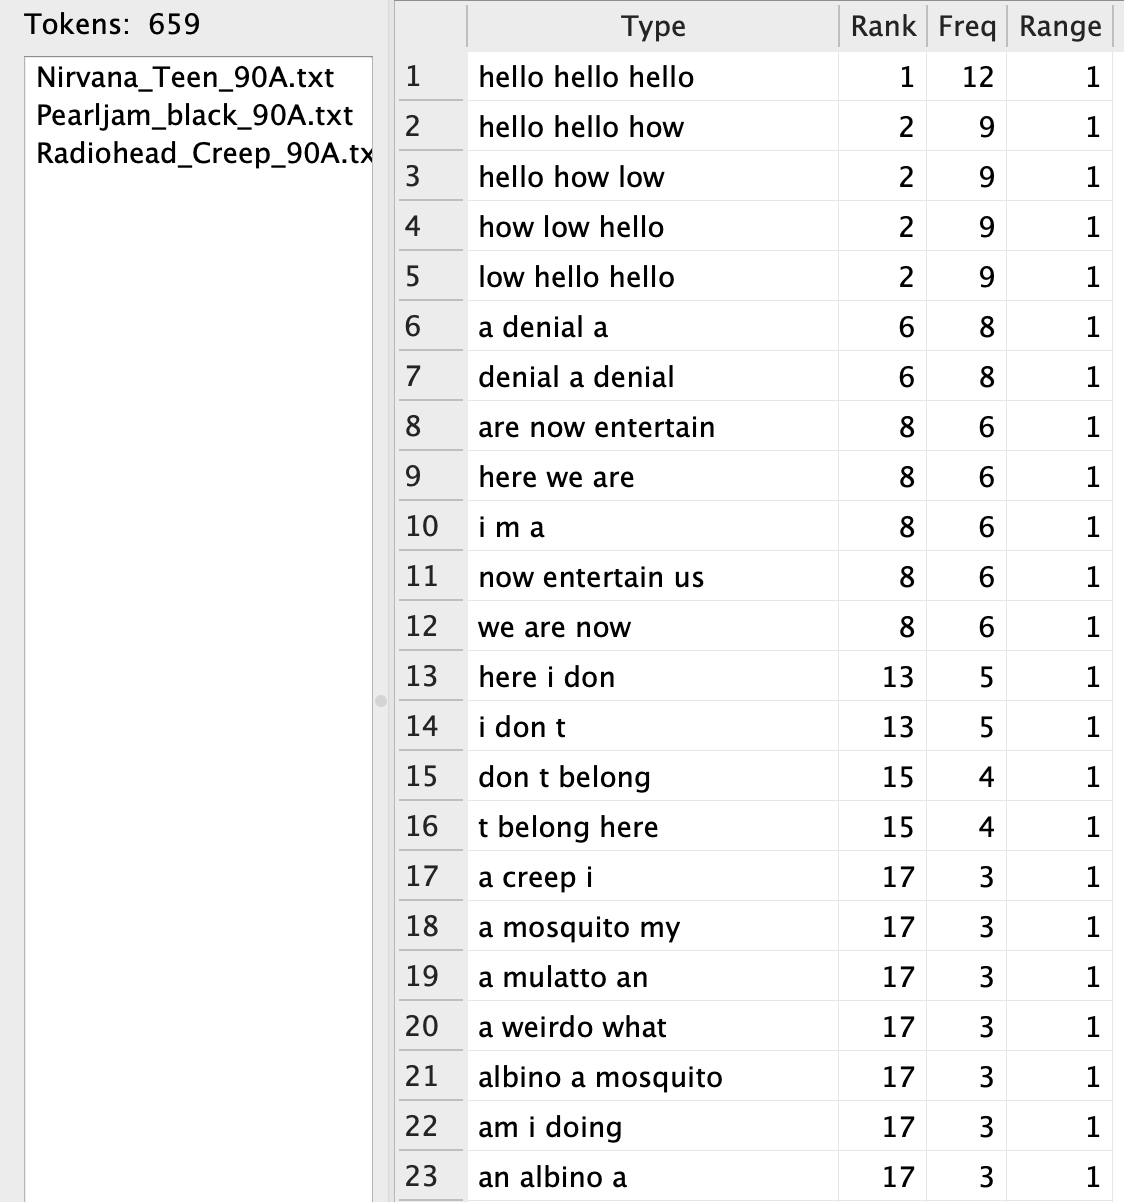 Tokens: 659
Nirvana_Teen_90A.txt
Pearljam_black_90A.txt
Radiohead_Creep_90A.tx
Type Rank Freq Range
1 hello hello hello 1 12 1
2 hello hello how 2 9 1
3 hello how low 2 9 1
4 how low hello 2 9 1
5 low hello hello 2 9 1
6 a denial a 6 8 1
7 denial a denial 6 8 1
8 are now entertain 8 6 1
9 here we are 8 6 1
10 i m a 8 6 1
11 now entertain us 8 6 1
12 we are now 8 6 1
13 here i don 13 5 1
14 i don t 13 5 1
15 don t belong 15 4 1
16 t belong here 15 4 1
17 a creep i 17 3 1
18 a mosquito my 17 3 1
19 a mulatto an 17 3 1
20 a weirdo what 17 3 1
21 albino a mosquito 17 3 1
22 am i doing 17 3 1
23 an albino a 17 3 1